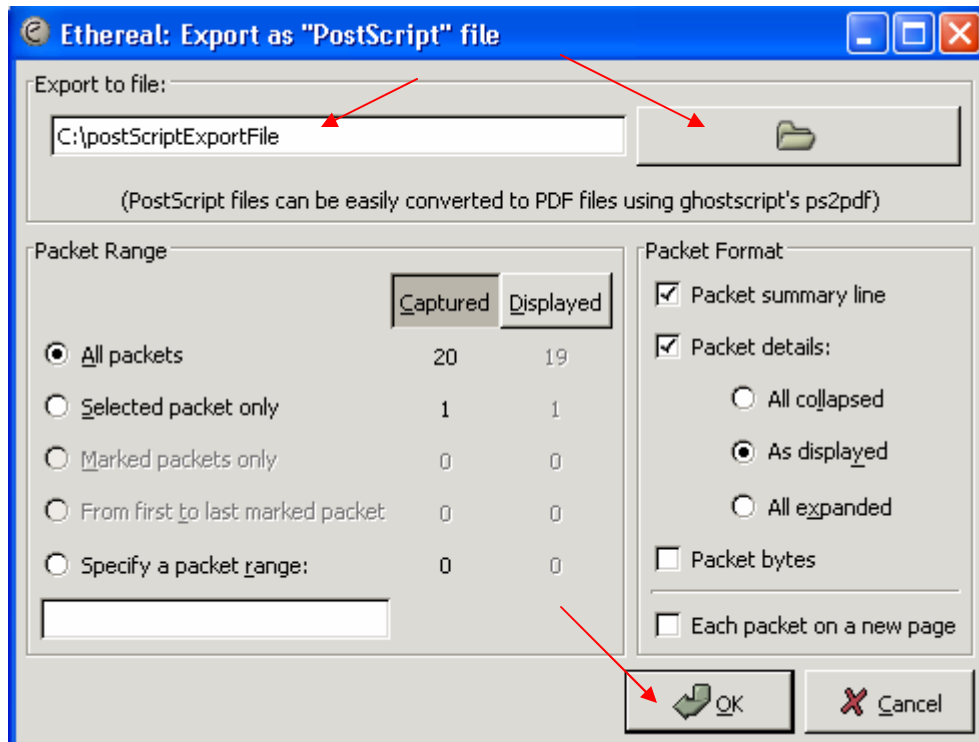 Ethereal: Export as "PostScript" file
Export to file:
C:\postScriptExportFile
(PostScript files can be easily converted to PDF files using ghostscript's ps2pdf)
Packet Range
Captured Displayed
All packets 20 19
Selected packet only 1 1
Marked packets only 0 0
From first to last marked packet 0 0
Specify a packet range: 0 0
Packet Format
Packet summary line
Packet details:
All collapsed
As displayed
All expanded
Packet bytes
Each packet on a new page
OK Cancel